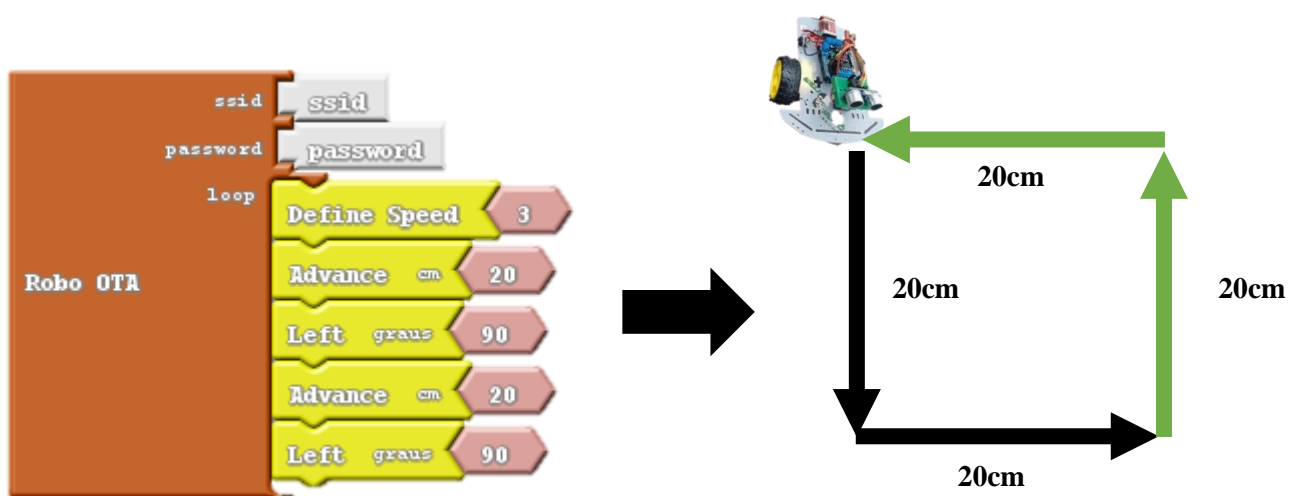 ssid ssid
password password
loop
Define Speed 3
Advance cm 20
Robo OTA
Left graus 90
Advance cm 20
Left graus 90
20cm
20cm
20cm
20cm